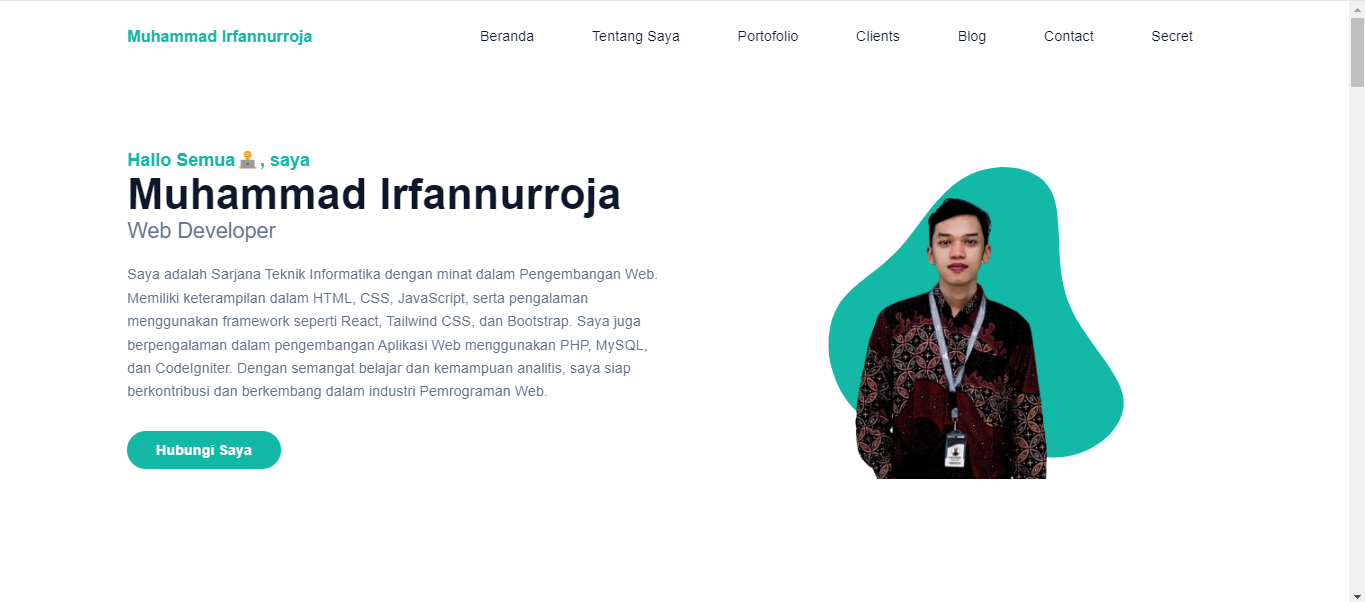 Muhammad Irfannurroja
Beranda Tentang Saya Portofolio Clients Blog Contact Secret
Hallo Semua 🧑‍💻, saya
Muhammad Irfannurroja
Web Developer
Saya adalah Sarjana Teknik Informatika dengan minat dalam Pengembangan Web.
Memiliki keterampilan dalam HTML, CSS, JavaScript, serta pengalaman
menggunakan framework seperti React, Tailwind CSS, dan Bootstrap. Saya juga
berpengalaman dalam pengembangan Aplikasi Web menggunakan PHP, MySQL,
dan CodeIgniter. Dengan semangat belajar dan kemampuan analitis, saya siap
berkontribusi dan berkembang dalam industri Pemrograman Web.
Hubungi Saya